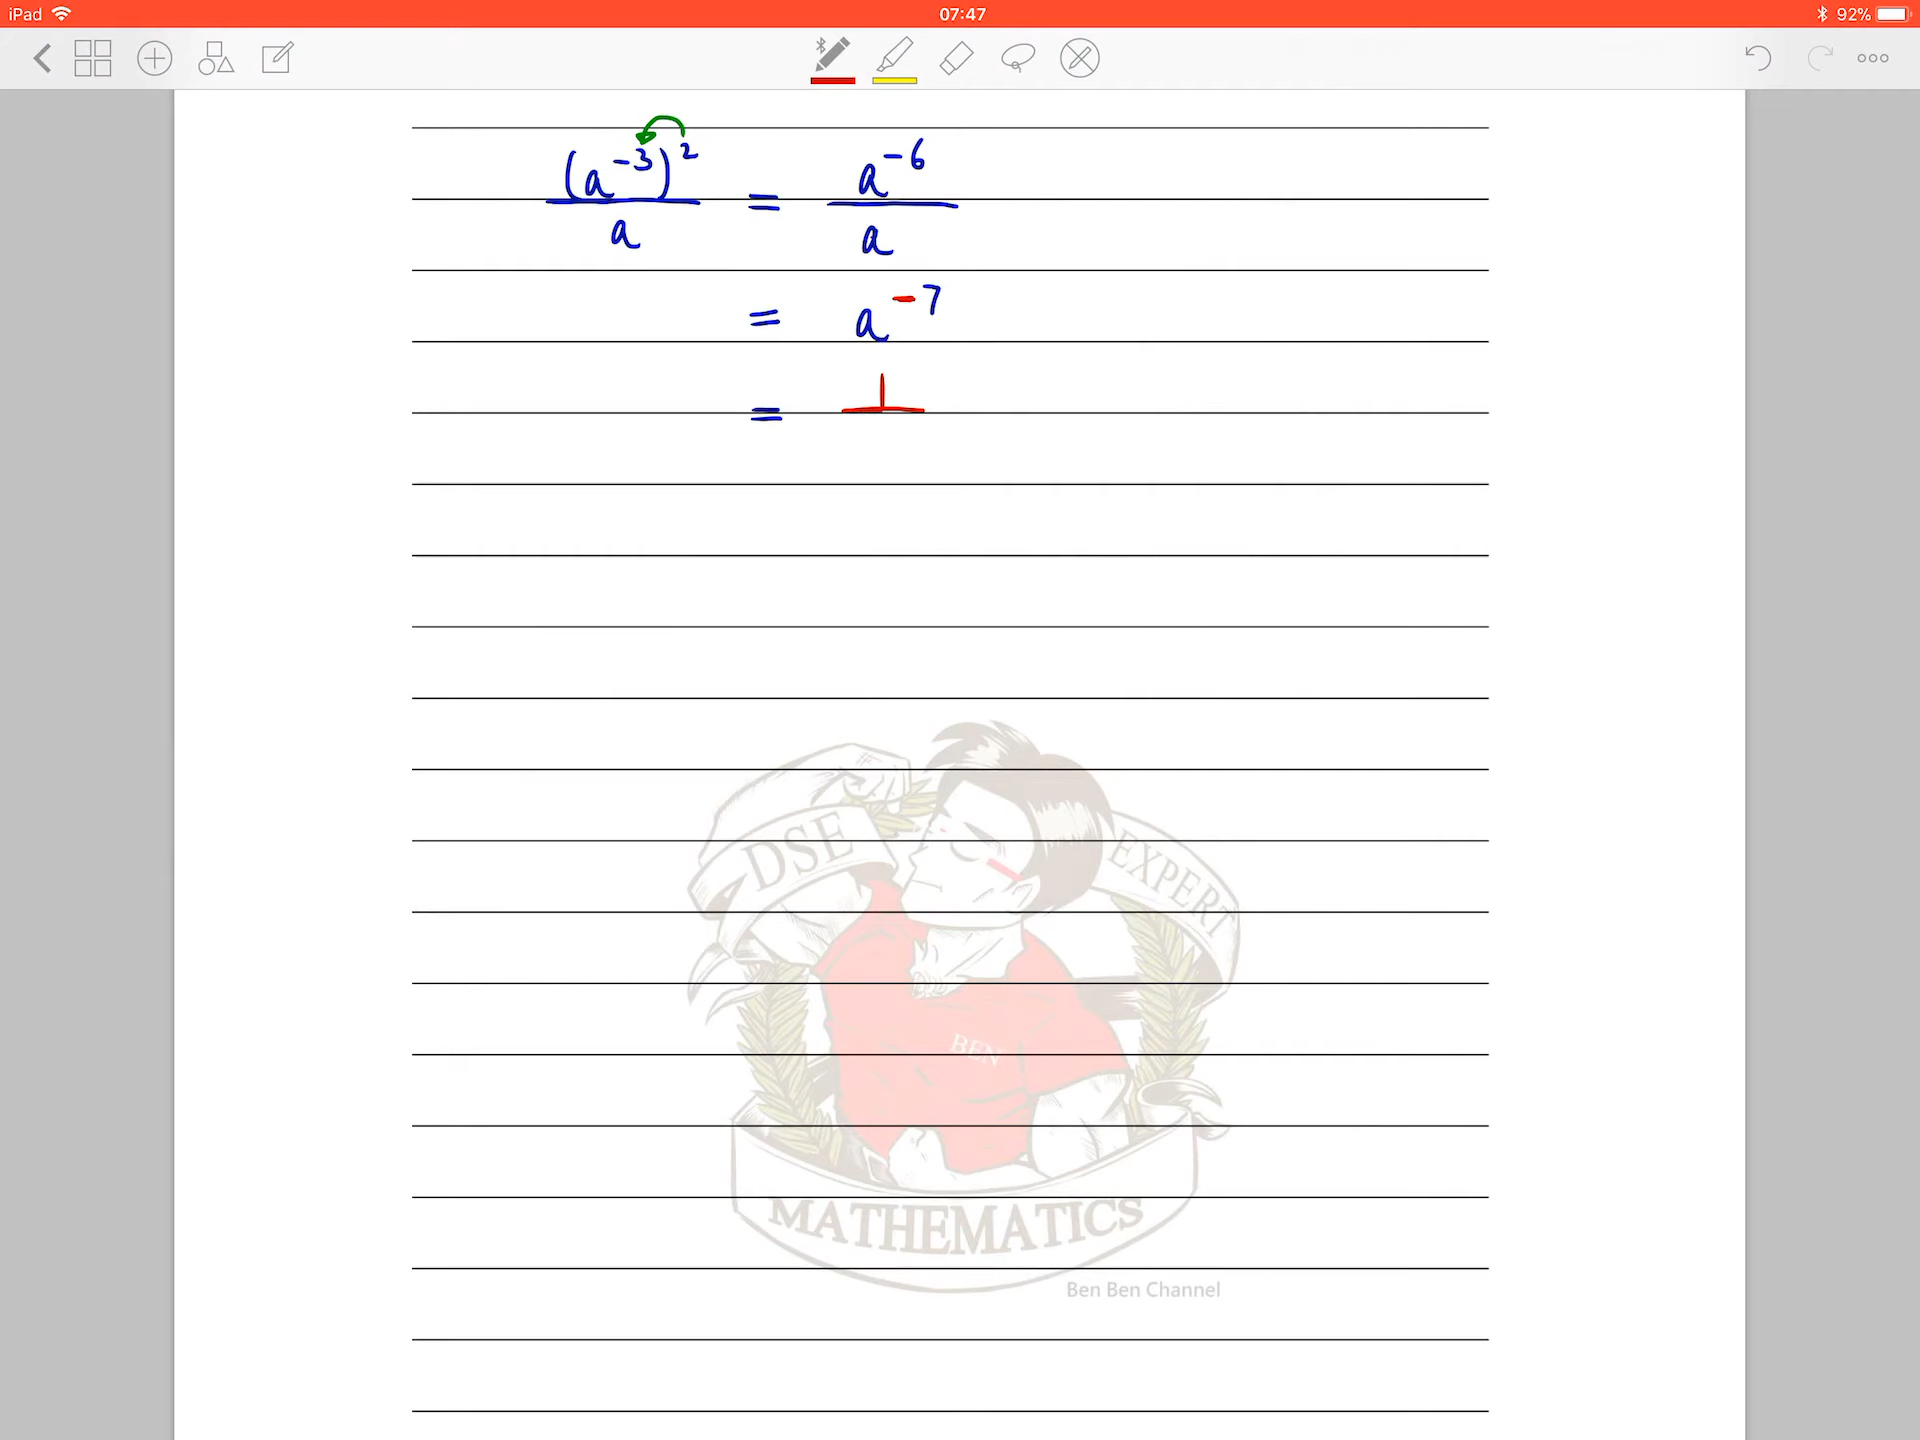 iPad 07:47 92%
(a^-3)^2 / a = a^-6 / a
= a^-7
= 1
DSE EXPERT
BEN
MATHEMATICS
Ben Ben Channel